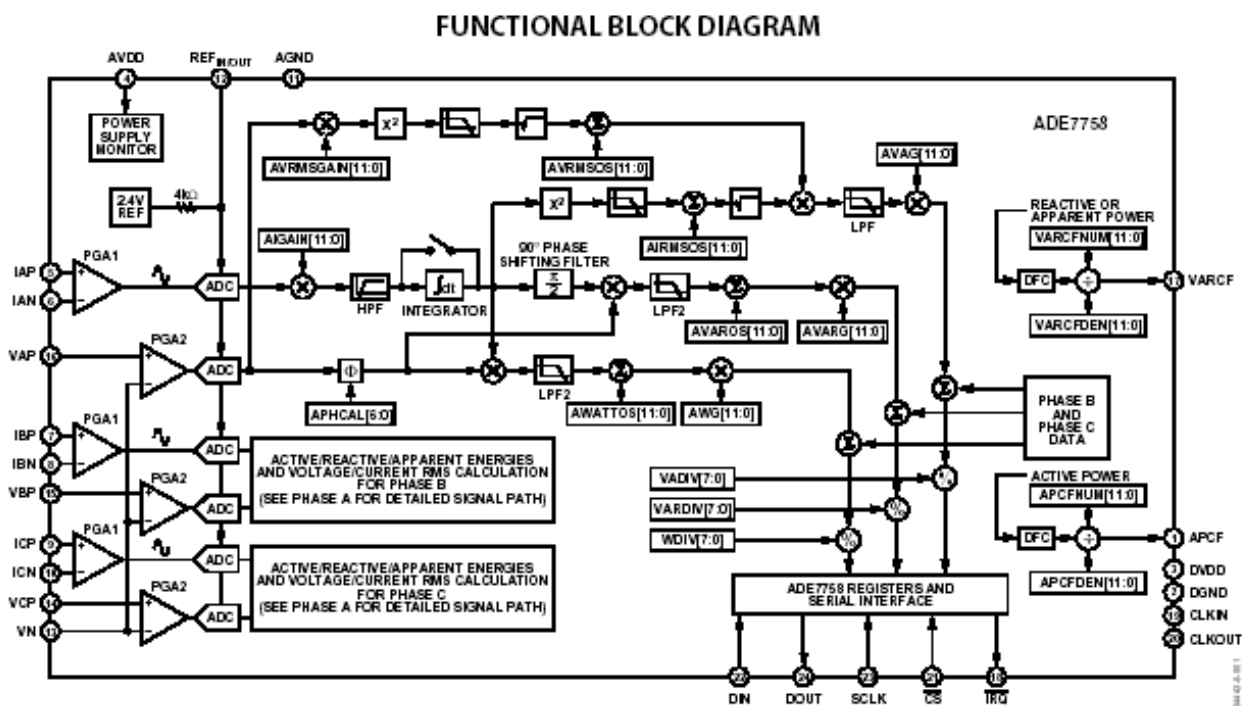 FUNCTIONAL BLOCK DIAGRAM
AVDD
REF IN/OUT
AGND
4
12
11
POWER
SUPPLY
MONITOR
X²
ADE7758
AVRMSGAIN[11:0]
AVRMSOS[11:0]
AVAG[11:0]
2.4V
REF
4kΩ
X²
LPF
AIRMSOS[11:0]
REACTIVE OR
APPARENT POWER
VARCFNUM[11:0]
AIGAIN[11:0]
90° PHASE
SHIFTING FILTER
PGA1
IAP
5
IAN
6
ADC
HPF
∫dt
INTEGRATOR
π
2
LPF2
AVAROS[11:0]
AVARG[11:0]
DFC
÷
17
VARCF
VARCFDEN[11:0]
PGA2
VAP
16
ADC
Φ
APHCAL[6:0]
LPF2
AWATTOS[11:0]
AWG[11:0]
Σ
PHASE B
AND
PHASE C
DATA
PGA1
IBP
7
IBN
8
ADC
ACTIVE/REACTIVE/APPARENT ENERGIES
AND VOLTAGE/CURRENT RMS CALCULATION
FOR PHASE B
(SEE PHASE A FOR DETAILED SIGNAL PATH)
VBP
15
PGA2
ADC
VADIV[7:0]
%
VARDIV[7:0]
%
WDIV[7:0]
%
ACTIVE POWER
APCFNUM[11:0]
DFC
÷
1
APCF
APCFDEN[11:0]
PGA1
ICP
9
ICN
10
ADC
ACTIVE/REACTIVE/APPARENT ENERGIES
AND VOLTAGE/CURRENT RMS CALCULATION
FOR PHASE C
(SEE PHASE A FOR DETAILED SIGNAL PATH)
PGA2
VCP
14
VN
13
ADC
ADE7758 REGISTERS AND
SERIAL INTERFACE
3
DVDD
2
DGND
19
CLKIN
20
CLKOUT
22
24
23
21
18
DIN
DOUT
SCLK
CS
IRQ